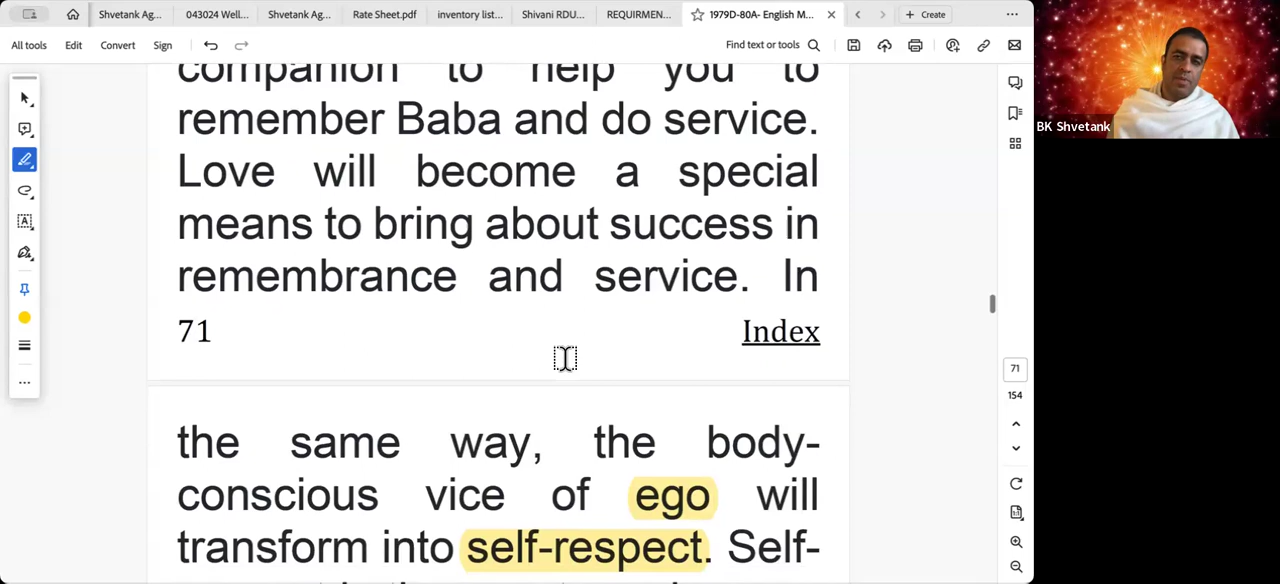 Shvetank Ag...
043024 Well...
Shvetank Ag...
Rate Sheet.pdf
inventory list...
Shivani RDU...
REQUIRMEN...
1979D-80A- English M...
Create
All tools
Edit
Convert
Sign
Find text or tools
companion to help you to
remember Baba and do service.
Love will become a special
means to bring about success in
remembrance and service. In
71
Index
the same way, the body-
conscious vice of ego will
transform into self-respect. Self-
71
154
BK Shvetank